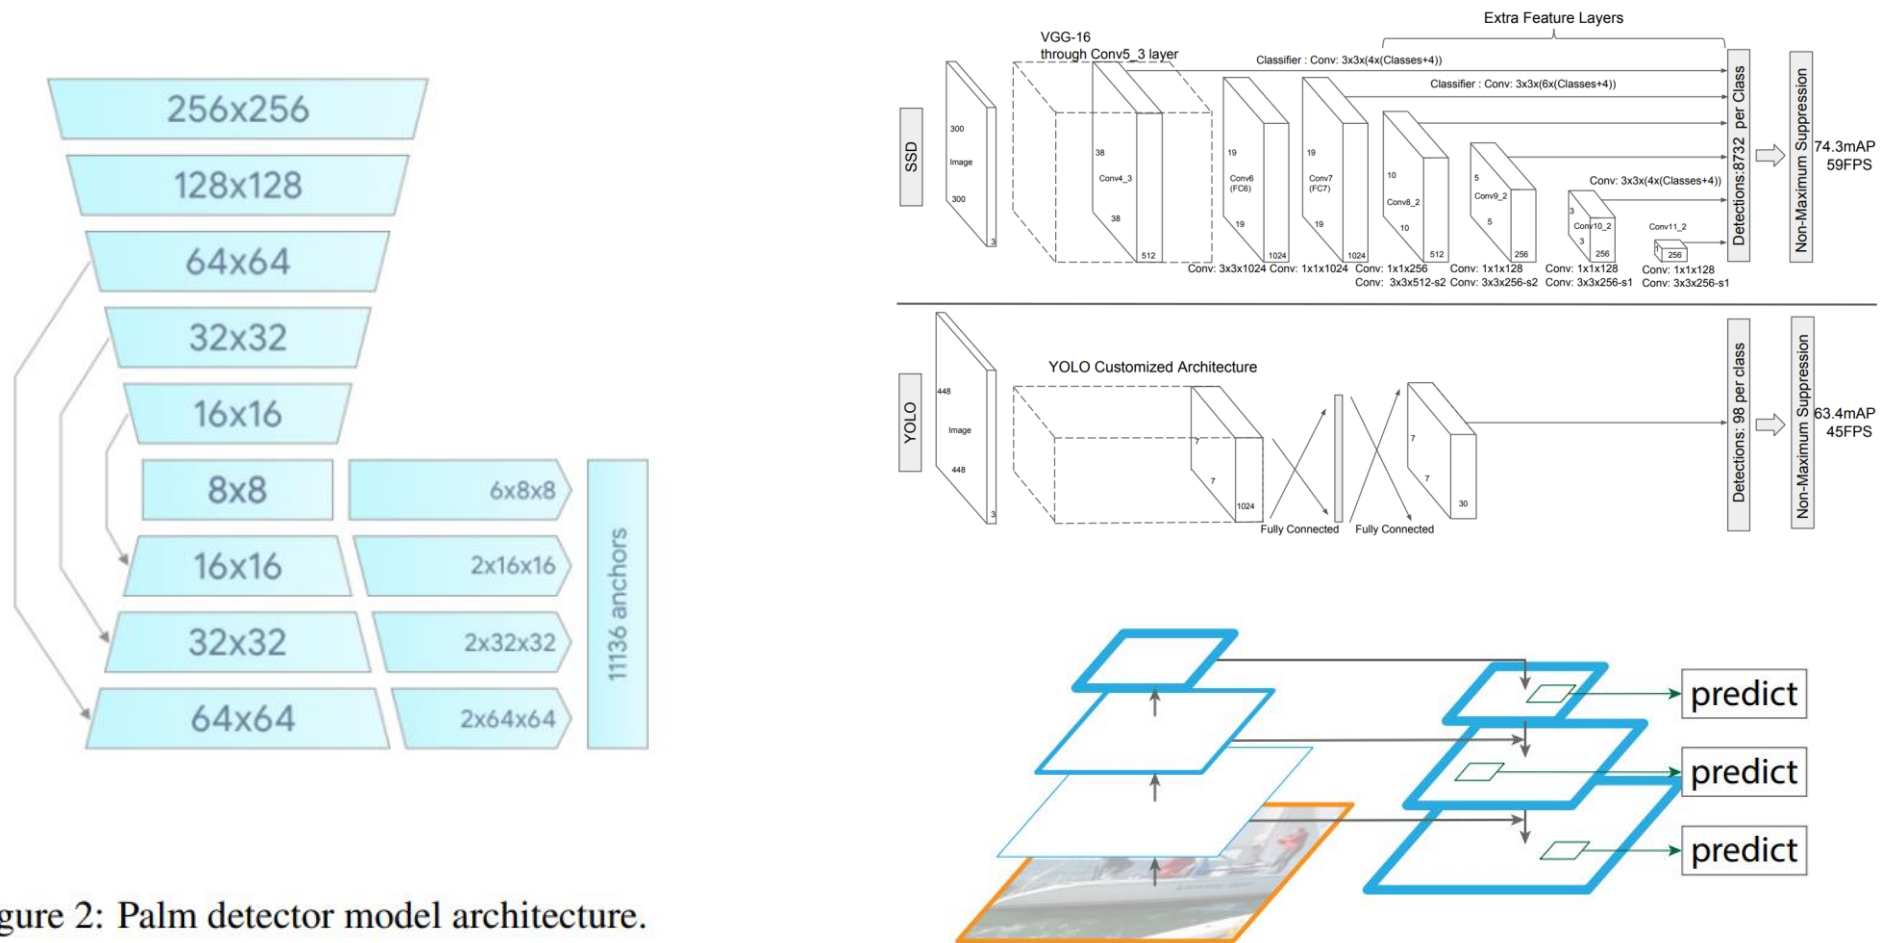 256x256
128x128
64x64
32x32
16x16
8x8
6x8x8
16x16
2x16x16
32x32
2x32x32
64x64
2x64x64
11136 anchors
gure 2: Palm detector model architecture.
Extra Feature Layers
VGG-16
through Conv5_3 layer
Classifier : Conv: 3x3x(4x(Classes+4))
Classifier : Conv: 3x3x(6x(Classes+4))
Conv: 3x3x(4x(Classes+4))
SSD
300
Image
300
3
38
Conv4_3
38
512
19
Conv6
(FC6)
19
1024
19
Conv7
(FC7)
19
1024
10
Conv8_2
10
512
5
Conv9_2
5
256
3
Conv10_2
3
256
Conv11_2
1
256
Conv: 3x3x1024
Conv: 1x1x1024
Conv: 1x1x256
Conv: 3x3x512-s2
Conv: 1x1x128
Conv: 3x3x256-s2
Conv: 1x1x128
Conv: 3x3x256-s1
Conv: 1x1x128
Conv: 3x3x256-s1
Detections:8732 per Class
Non-Maximum Suppression
74.3mAP
59FPS
YOLO
448
Image
448
3
YOLO Customized Architecture
7
7
1024
Fully Connected
Fully Connected
7
7
30
Detections: 98 per class
Non-Maximum Suppression
63.4mAP
45FPS
predict
predict
predict